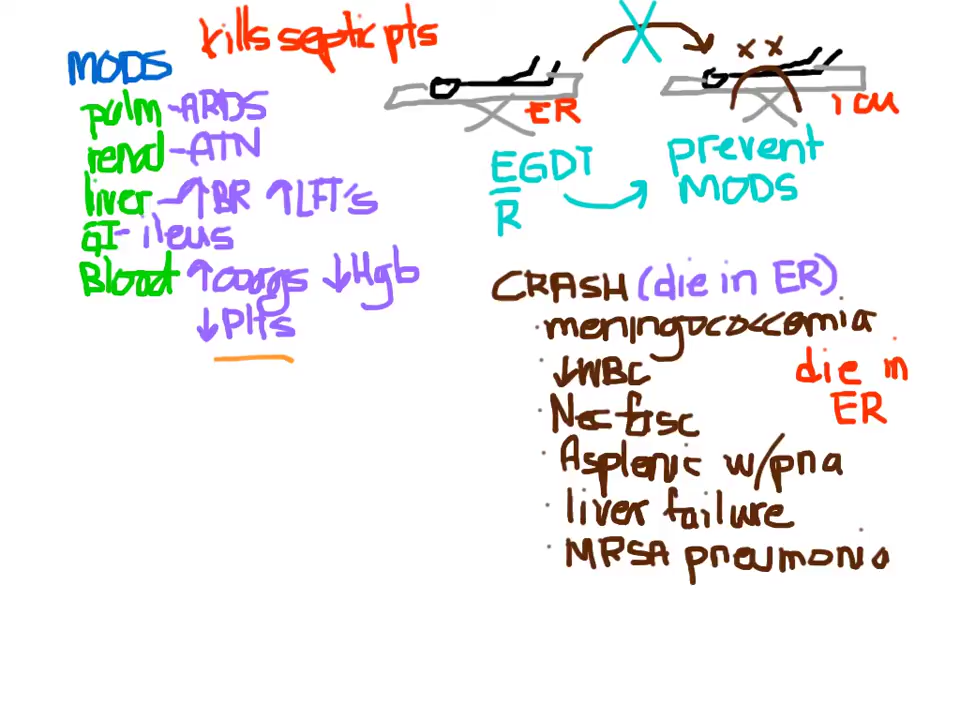 kills septic pts
MODS
pulm - ARDS
renal - ATN
liver - ↑BR ↑LFT's
GI - ileus
Blood ↑coags ↓Hgb
↓Plts
ER
x x
ICU
EGDT
R
prevent
MODS
CRASH (die in ER)
· meningococcemia
· ↓WBC
· Nec fasc
· Asplenic w/pna
· liver failure
· MRSA pneumonia
die in
ER